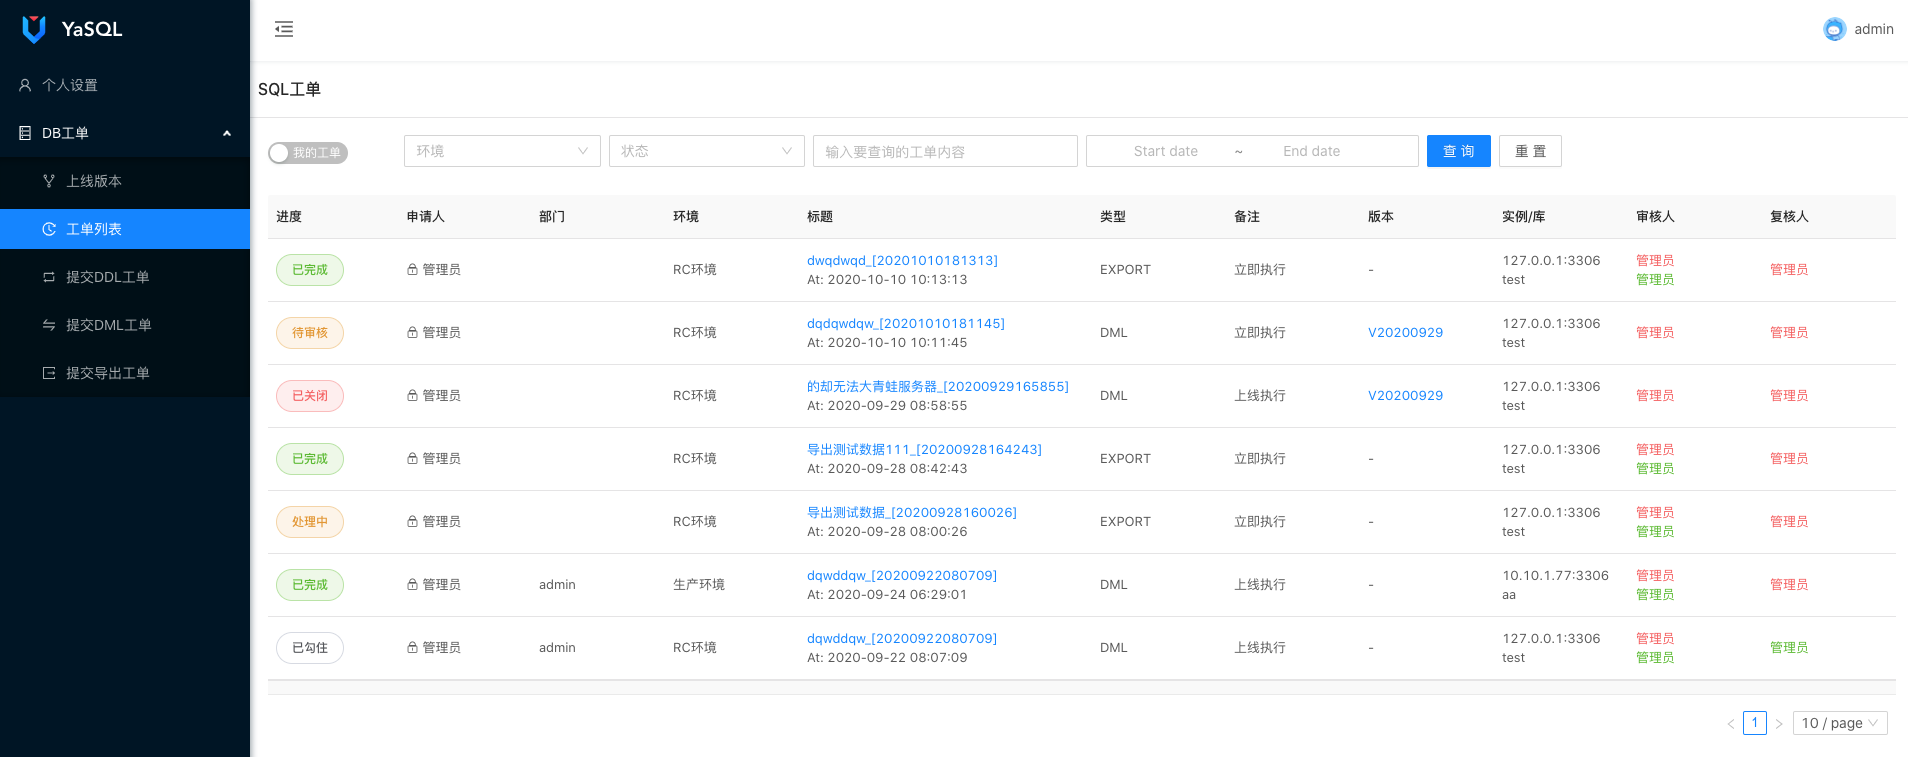 YaSQL
admin
个人设置
DB工单
上线版本
工单列表
提交DDL工单
提交DML工单
提交导出工单
SQL工单
我的工单 环境 状态 输入要查询的工单内容 Start date ~ End date 查 询 重 置
进度 申请人 部门 环境 标题 类型 备注 版本 实例/库 审核人 复核人
已完成 管理员 RC环境 dwqdwqd_[20201010181313] EXPORT 立即执行 - 127.0.0.1:3306 管理员 管理员
At: 2020-10-10 10:13:13 test 管理员
待审核 管理员 RC环境 dqdqwdqw_[20201010181145] DML 立即执行 V20200929 127.0.0.1:3306 管理员 管理员
At: 2020-10-10 10:11:45 test
已关闭 管理员 RC环境 的却无法大青蛙服务器_[20200929165855] DML 上线执行 V20200929 127.0.0.1:3306 管理员 管理员
At: 2020-09-29 08:58:55 test
已完成 管理员 RC环境 导出测试数据111_[20200928164243] EXPORT 立即执行 - 127.0.0.1:3306 管理员 管理员
At: 2020-09-28 08:42:43 test 管理员
处理中 管理员 RC环境 导出测试数据_[20200928160026] EXPORT 立即执行 - 127.0.0.1:3306 管理员 管理员
At: 2020-09-28 08:00:26 test 管理员
已完成 管理员 admin 生产环境 dqwddqw_[20200922080709] DML 上线执行 - 10.10.1.77:3306 管理员 管理员
At: 2020-09-24 06:29:01 aa 管理员
已勾住 管理员 admin RC环境 dqwddqw_[20200922080709] DML 上线执行 - 127.0.0.1:3306 管理员 管理员
At: 2020-09-22 08:07:09 test 管理员
< 1 > 10 / page